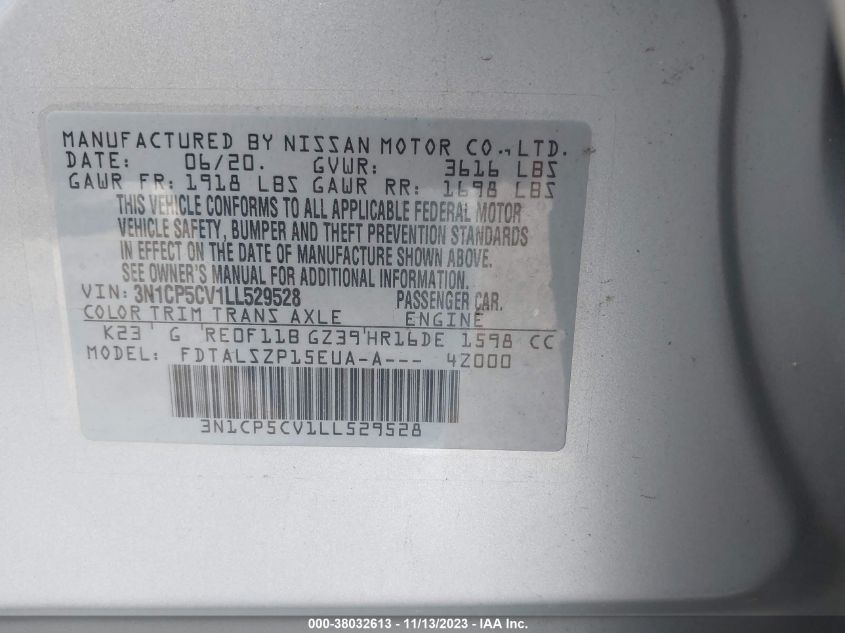 MANUFACTURED BY NISSAN MOTOR CO., LTD.
DATE: 06/20. GVWR: 3616 LBS
GAWR FR: 1918 LBS GAWR RR: 1698 LBS
THIS VEHICLE CONFORMS TO ALL APPLICABLE FEDERAL MOTOR
VEHICLE SAFETY, BUMPER AND THEFT PREVENTION STANDARDS
IN EFFECT ON THE DATE OF MANUFACTURE SHOWN ABOVE.
SEE OWNER'S MANUAL FOR ADDITIONAL INFORMATION.
VIN: 3N1CP5CV1LL529528 PASSENGER CAR.
COLOR TRIM TRANS AXLE ENGINE
K23 G RE0F11B GZ39 HR16DE 1598 CC
MODEL: FDTALSZP15EUA-A--- 42000
3N1CP5CV1LL529528
000-38032613 - 11/13/2023 - IAA Inc.